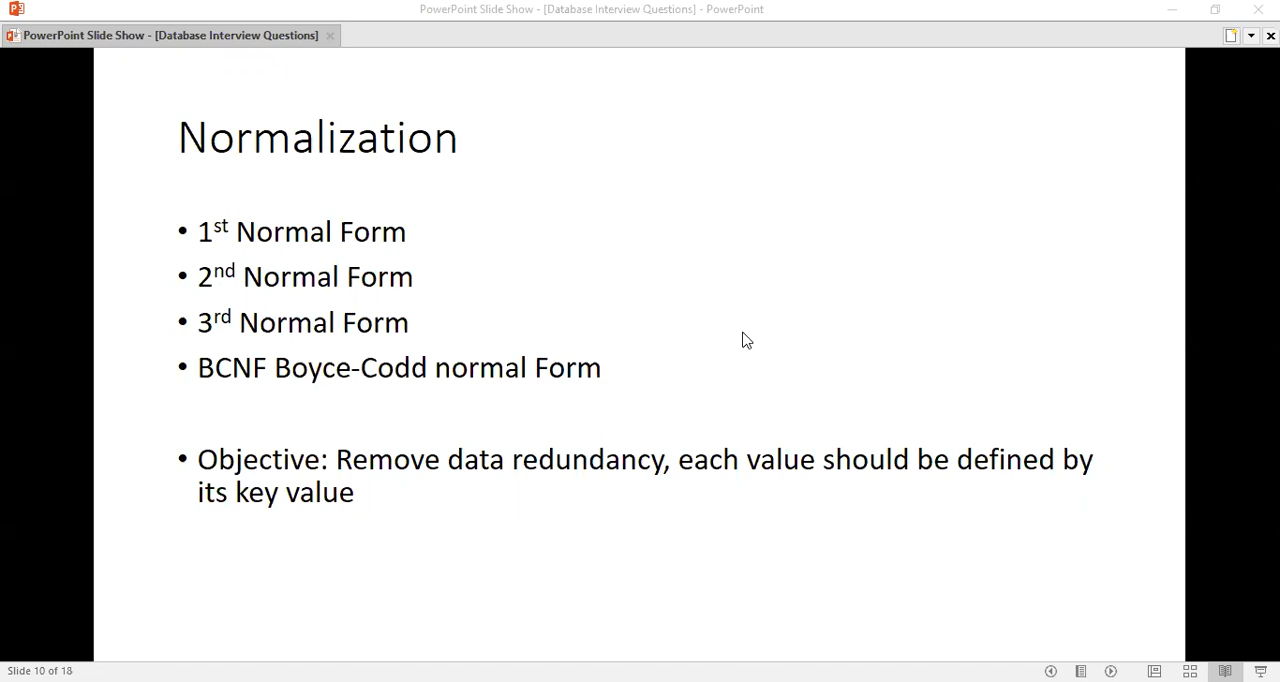 PowerPoint Slide Show - [Database Interview Questions] - PowerPoint
PowerPoint Slide Show - [Database Interview Questions]
Normalization
• 1st Normal Form
• 2nd Normal Form
• 3rd Normal Form
• BCNF Boyce-Codd normal Form
• Objective: Remove data redundancy, each value should be defined by
its key value
Slide 10 of 18